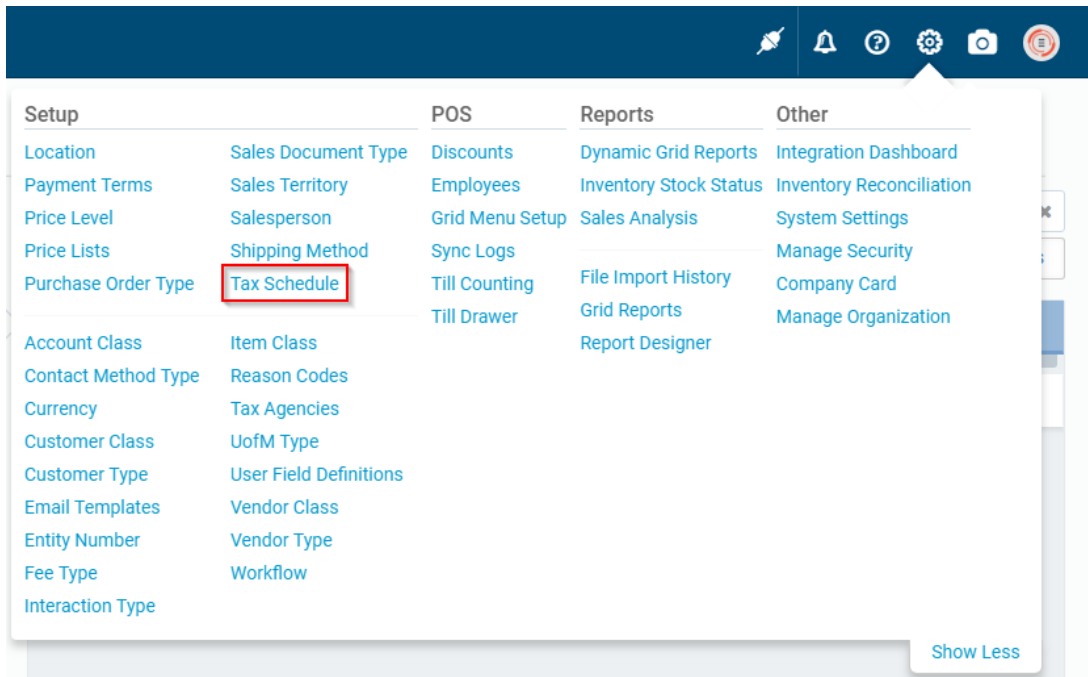 Setup
Location
Payment Terms
Price Level
Price Lists
Purchase Order Type
Sales Document Type
Sales Territory
Salesperson
Shipping Method
Tax Schedule
Account Class
Contact Method Type
Currency
Customer Class
Customer Type
Email Templates
Entity Number
Fee Type
Interaction Type
Item Class
Reason Codes
Tax Agencies
UofM Type
User Field Definitions
Vendor Class
Vendor Type
Workflow
POS
Discounts
Employees
Grid Menu Setup
Sync Logs
Till Counting
Till Drawer
Reports
Dynamic Grid Reports
Inventory Stock Status
Sales Analysis
File Import History
Grid Reports
Report Designer
Other
Integration Dashboard
Inventory Reconciliation
System Settings
Manage Security
Company Card
Manage Organization
Show Less